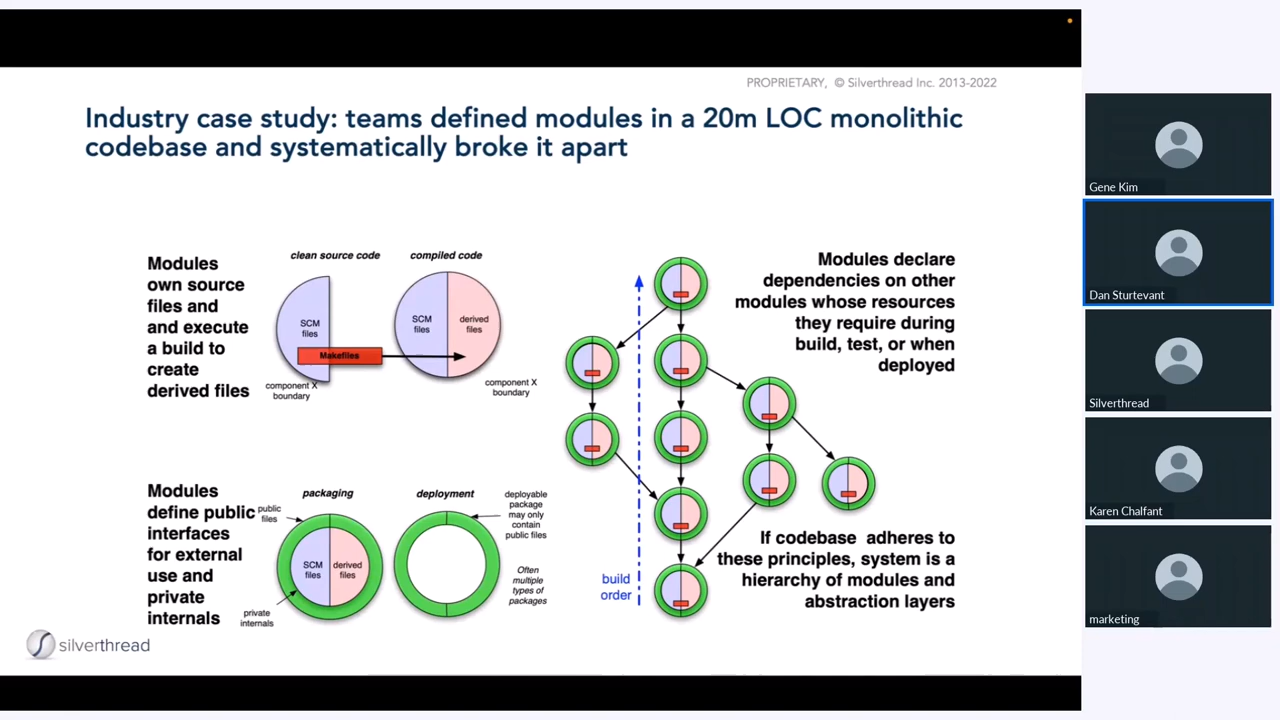 PROPRIETARY, © Silverthread Inc. 2013-2022
Industry case study: teams defined modules in a 20m LOC monolithic
codebase and systematically broke it apart
Modules
own source
files and
and execute
a build to
create
derived files
clean source code
compiled code
SCM
files
Makefiles
component X
boundary
SCM
files
derived
files
component X
boundary
Modules declare
dependencies on other
modules whose resources
they require during
build, test, or when
deployed
Modules
define public
interfaces
for external
use and
private
internals
packaging
deployment
public
files
SCM
files
derived
files
private
internals
deployable
package
may only
contain
public files
Often
multiple
types of
packages
build
order
If codebase adheres to
these principles, system is a
hierarchy of modules and
abstraction layers
silverthread
Gene Kim
Dan Sturtevant
Silverthread
Karen Chalfant
marketing